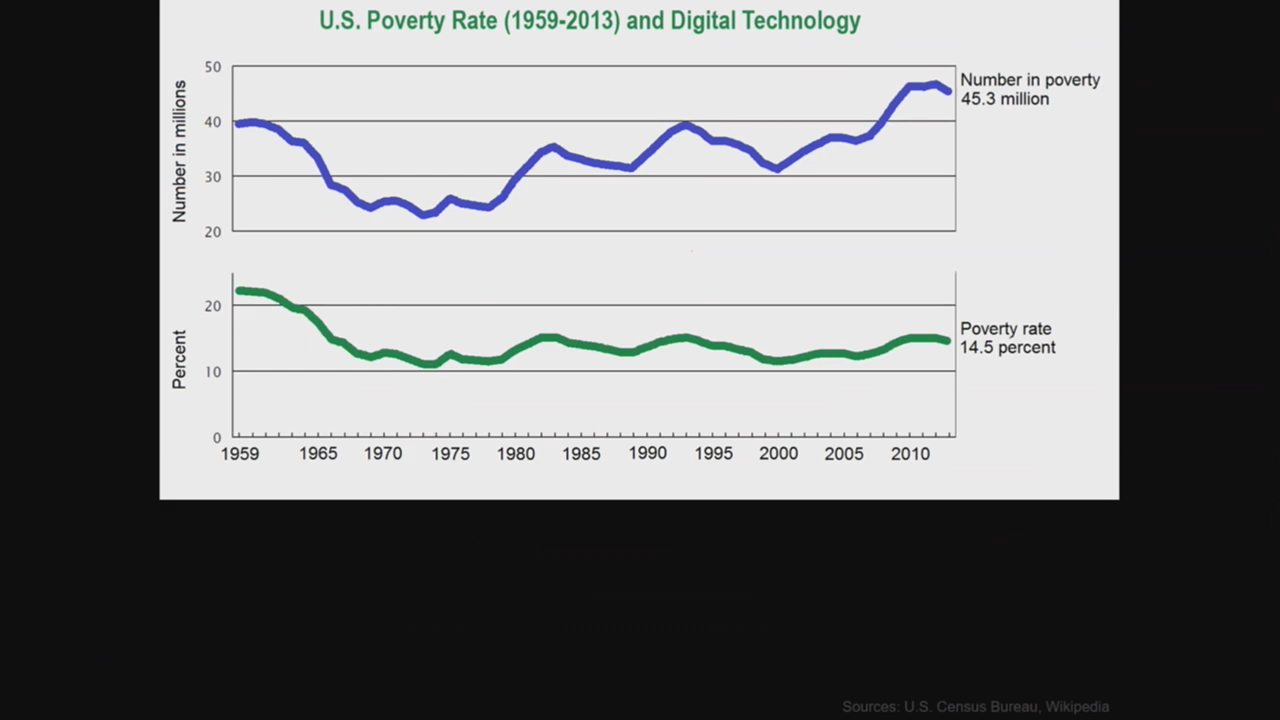 U.S. Poverty Rate (1959-2013) and Digital Technology
Number in millions
50
40
30
20
Number in poverty
45.3 million
Percent
20
10
0
Poverty rate
14.5 percent
1959 1965 1970 1975 1980 1985 1990 1995 2000 2005 2010
Sources: U.S. Census Bureau, Wikipedia